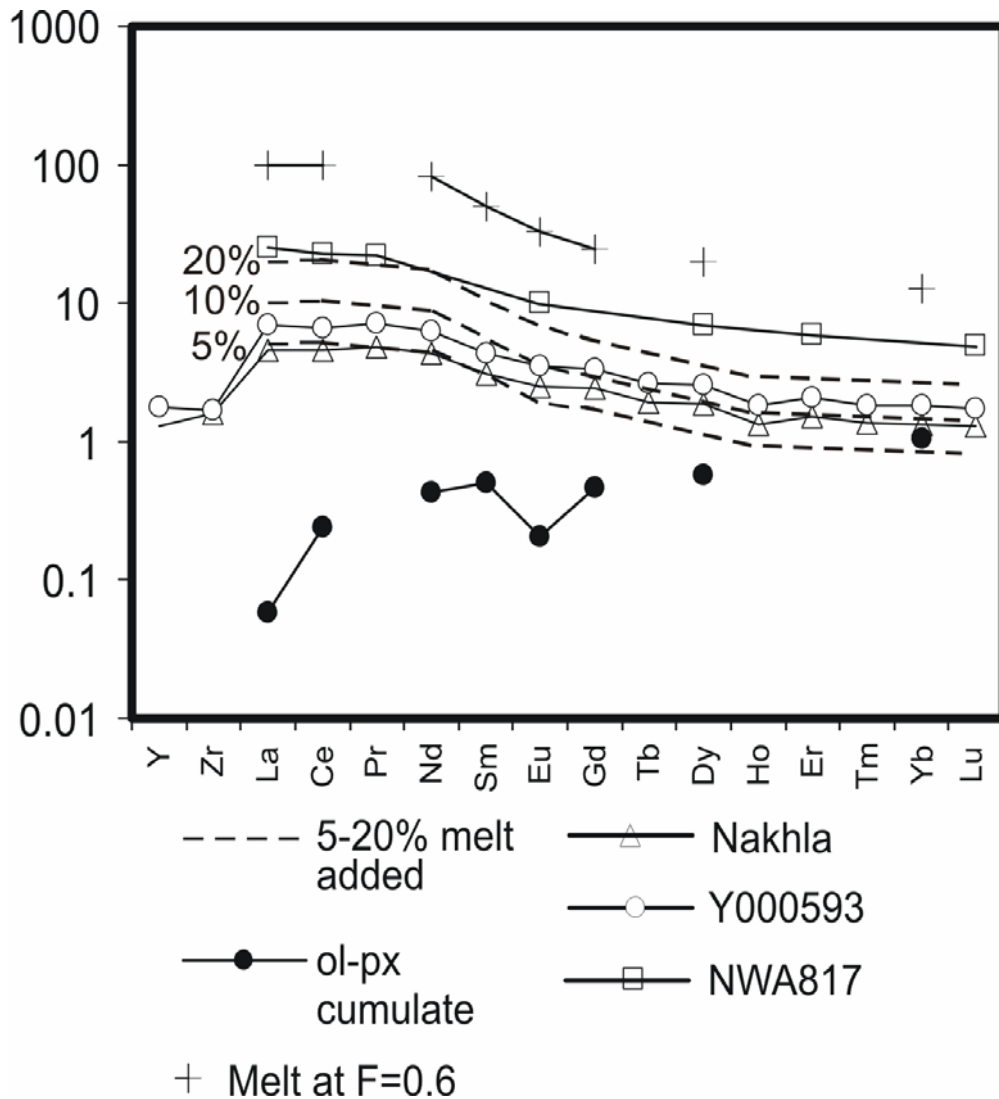 1000
100
10
1
0.1
0.01
20%
10%
5%
Y Zr La Ce Pr Nd Sm Eu Gd Tb Dy Ho Er Tm Yb Lu
5-20% melt
added
ol-px
cumulate
Melt at F=0.6
Nakhla
Y000593
NWA817